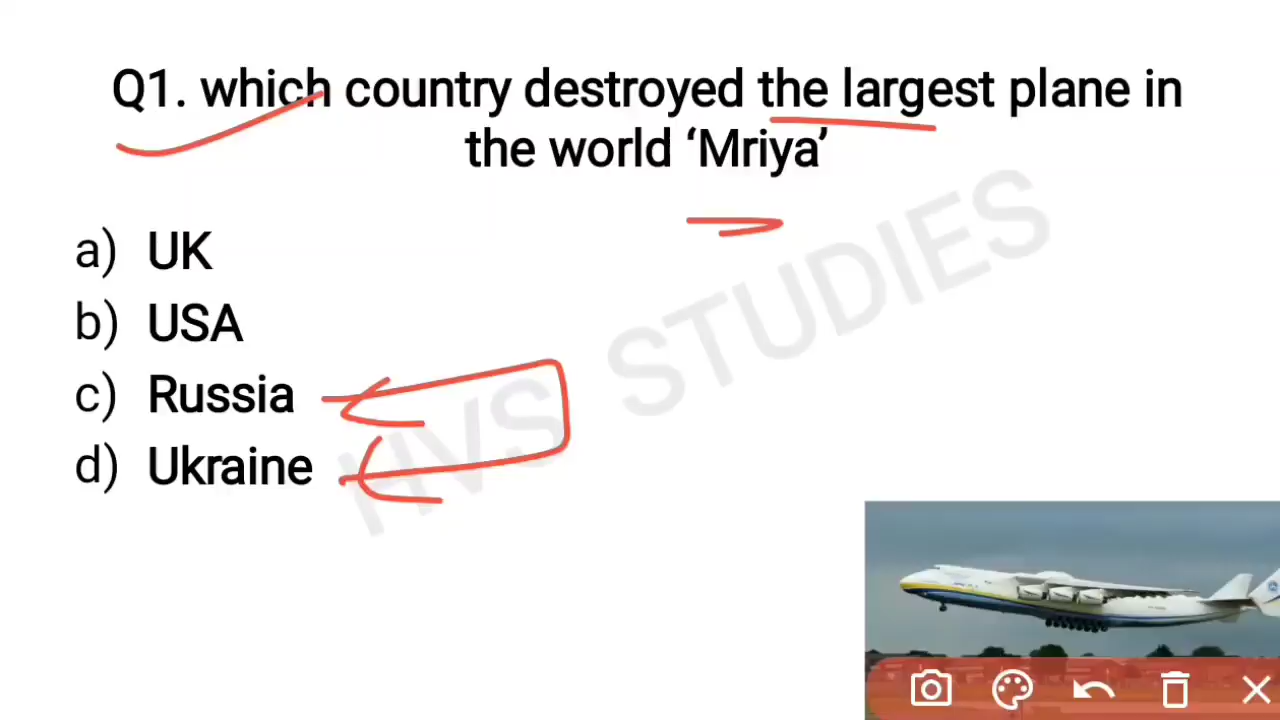 Q1. which country destroyed the largest plane in
the world ‘Mriya’
a) UK
b) USA
c) Russia
d) Ukraine
HVS STUDIES